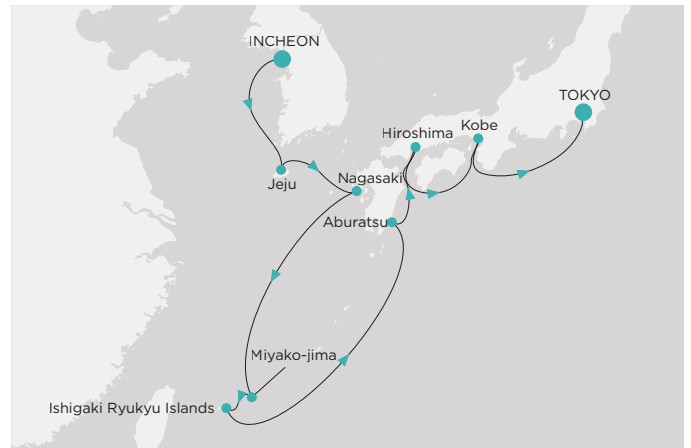 INCHEON
TOKYO
Kobe
Hiroshima
Jeju
Nagasaki
Aburatsu
Miyako-jima
Ishigaki Ryukyu Islands